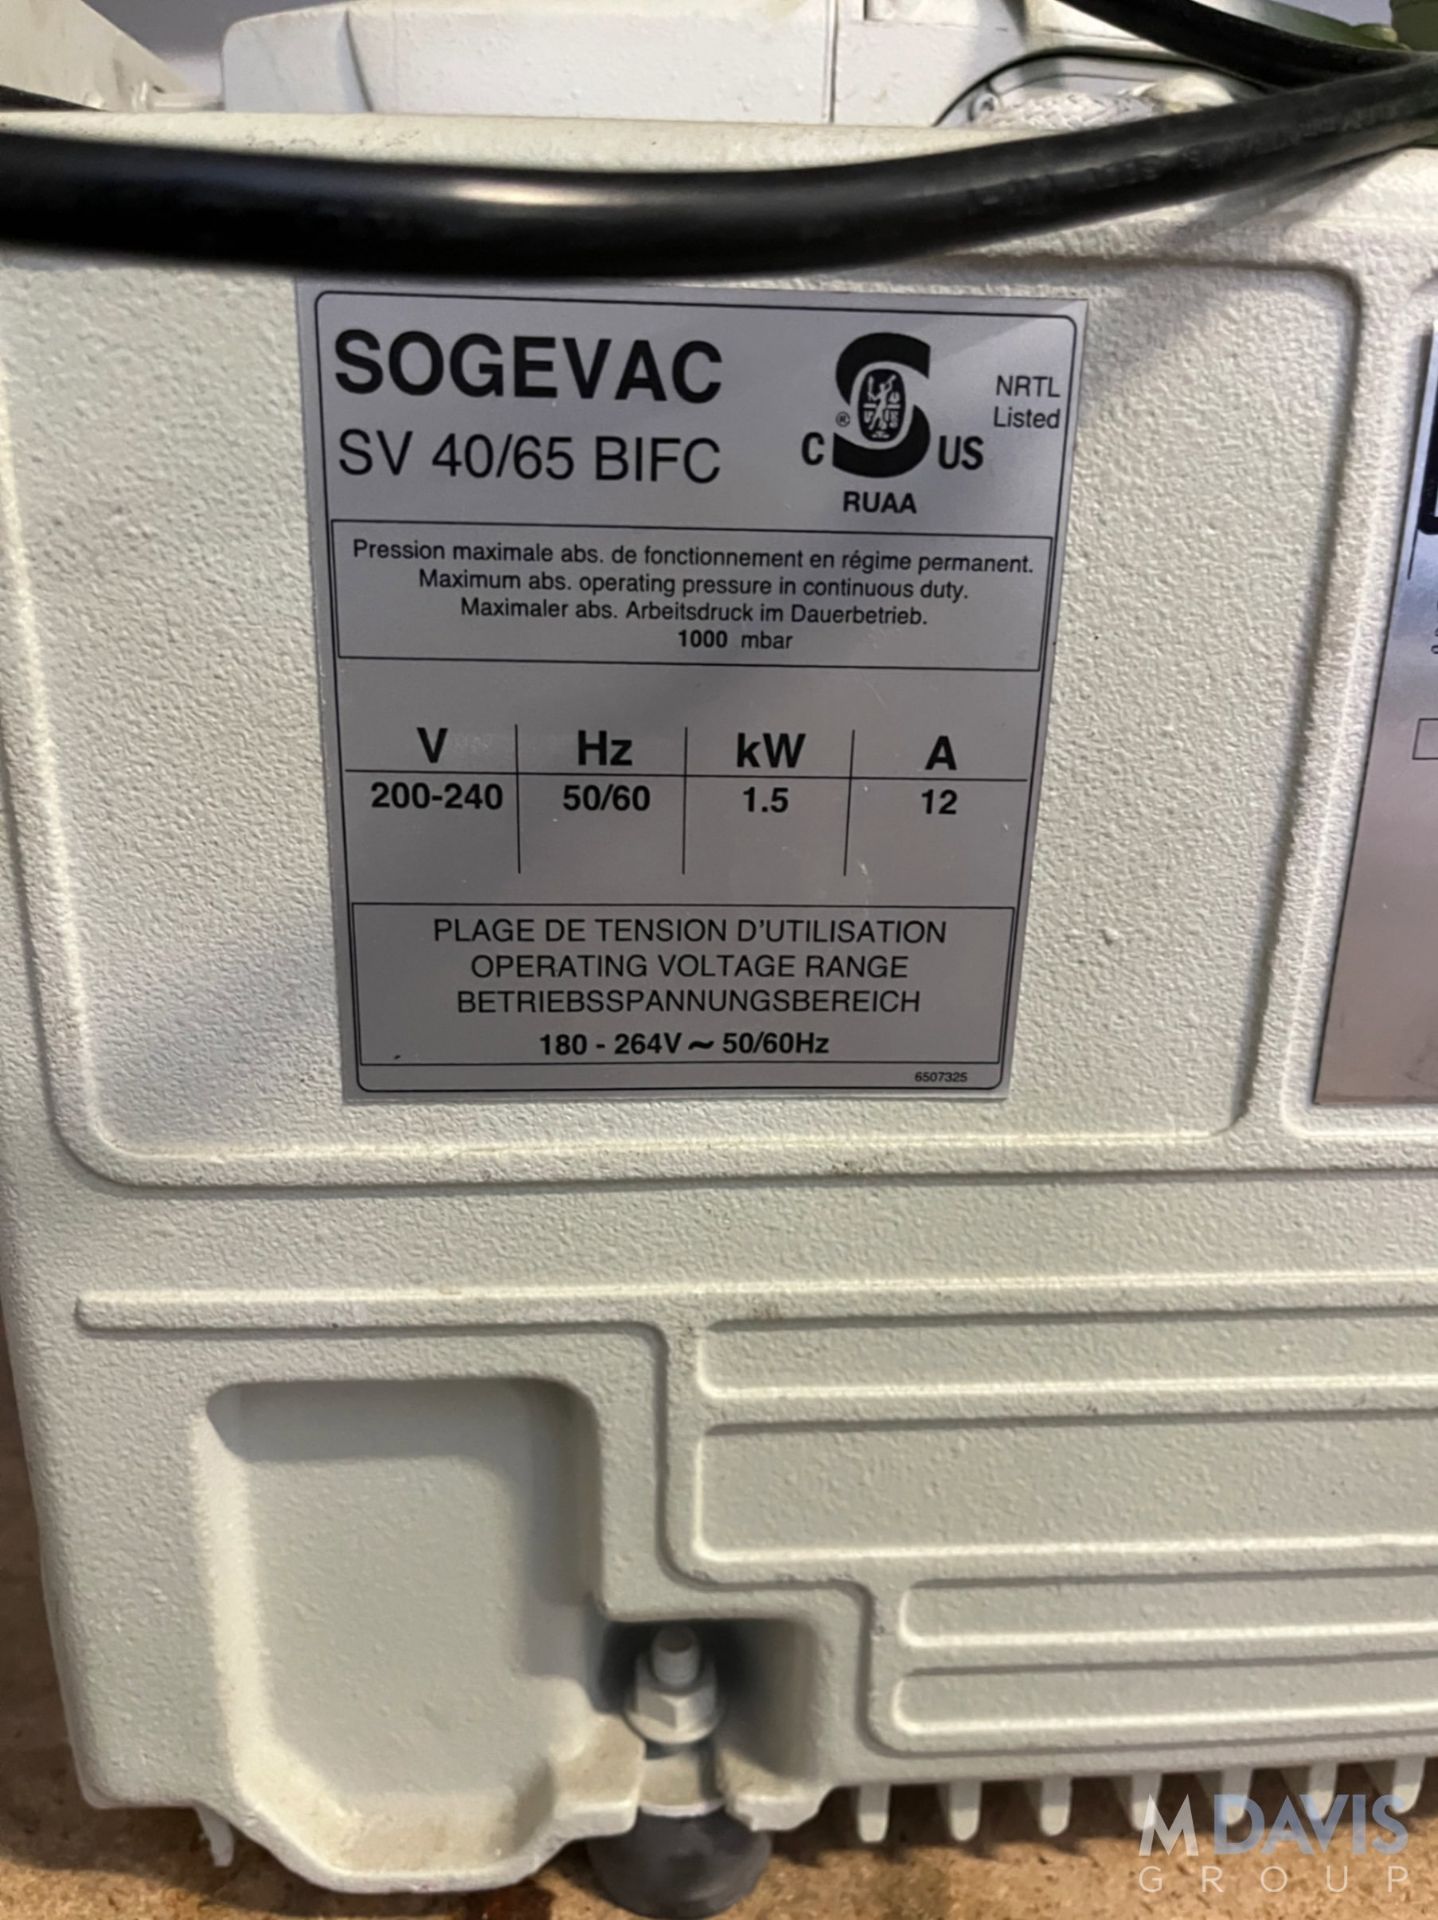 SOGEVAC
SV 40/65 BIFC
NRTL
Listed
® C US
RUAA
Pression maximale abs. de fonctionnement en régime permanent.
Maximum abs. operating pressure in continuous duty.
Maximaler abs. Arbeitsdruck im Dauerbetrieb.
1000 mbar
V Hz kW A
200-240 50/60 1.5 12
PLAGE DE TENSION D'UTILISATION
OPERATING VOLTAGE RANGE
BETRIEBSSPANNUNGSBEREICH
180 - 264V ~ 50/60Hz
6507325
M DAVIS
GROUP